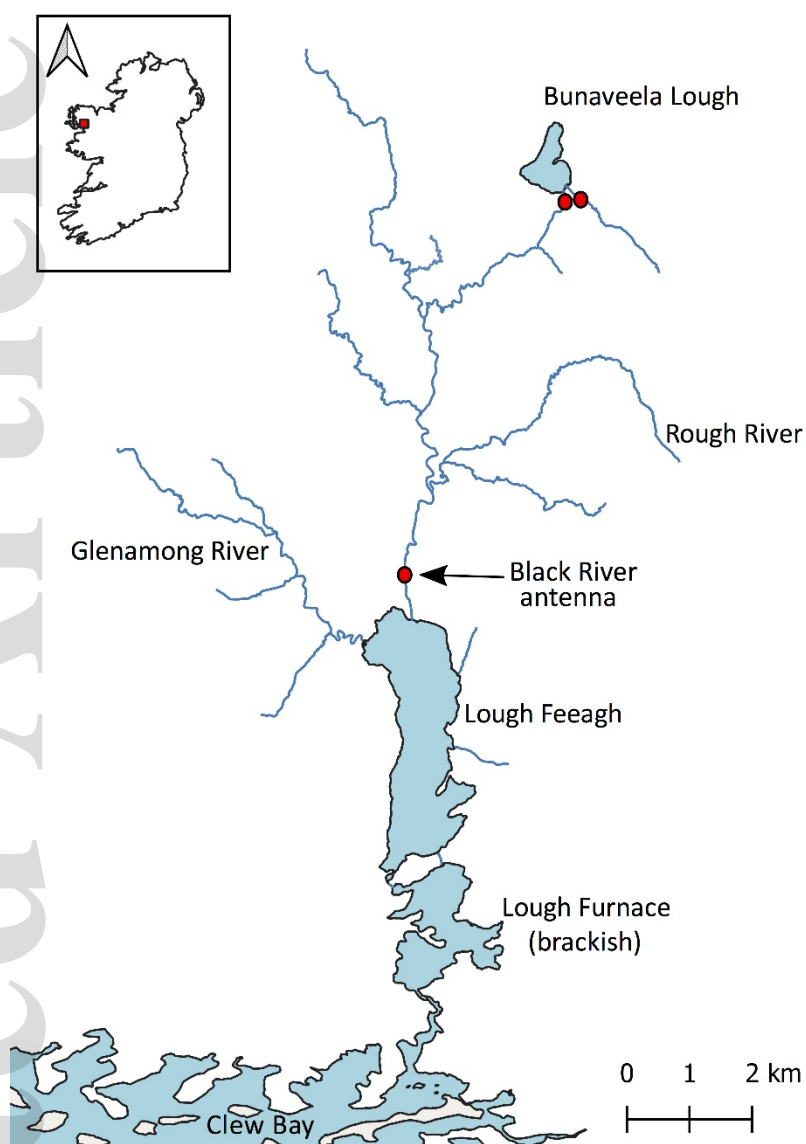 Bunaveela Lough
Rough River
Glenamong River
Black River
antenna
Lough Feeagh
Lough Furnace
(brackish)
0 1 2 km
Clew Bay